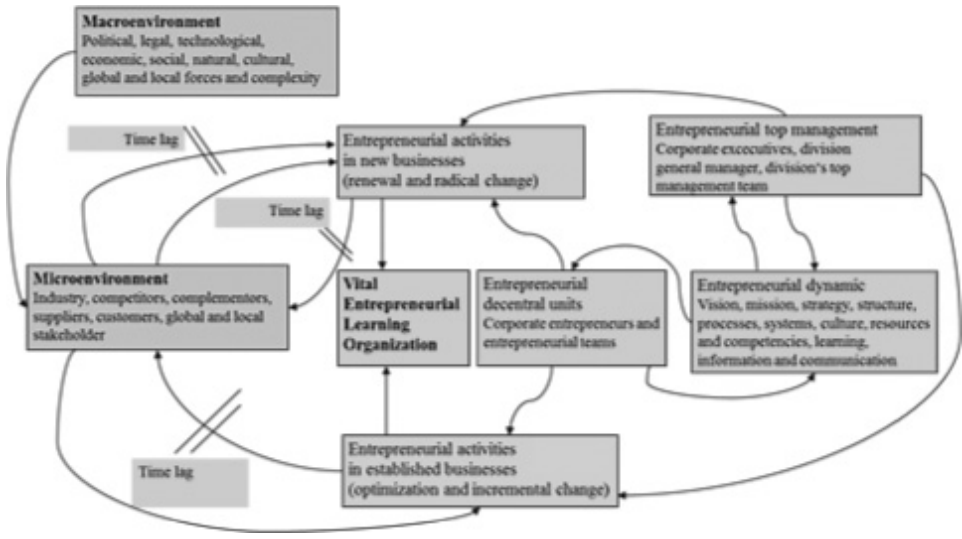 Macroenvironment
Political, legal, technological,
economic, social, natural, cultural,
global and local forces and complexity
Time lag
Entrepreneurial activities
in new businesses
(renewal and radical change)
Entrepreneurial top management
Corporate excecutives, division
general manager, division's top
management team
Time lag
Microenvironment
Industry, competitors, complementors,
suppliers, customers, global and local
stakeholder
Vital
Entrepreneurial
Learning
Organization
Entrepreneurial
decentral units
Corporate entrepreneurs and
entrepreneurial teams
Entrepreneurial dynamic
Vision, mission, strategy, structure,
processes, systems, culture, resources
and competencies, learning,
information and communication
Time lag
Entrepreneurial activities
in established businesses
(optimization and incremental change)